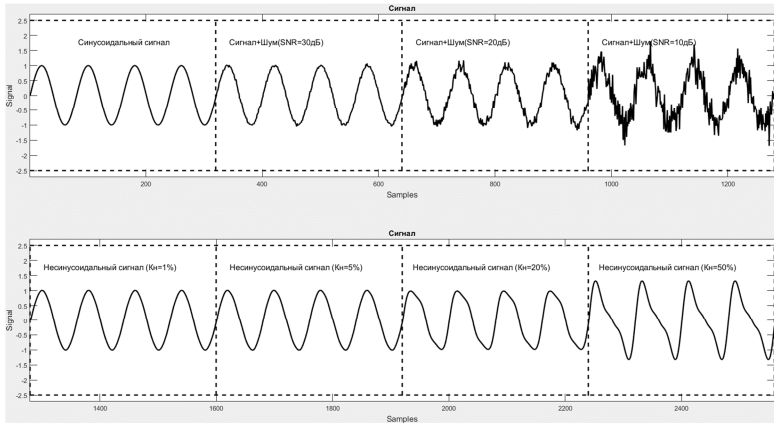 Сигнал
2.5
2
1.5
1
0.5
0
-0.5
-1
-1.5
-2
-2.5
Signal
Синусоидальный сигнал
Сигнал+Шум(SNR=30дБ)
Сигнал+Шум(SNR=20дБ)
Сигнал+Шум(SNR=10дБ)
200
400
600
800
1000
1200
Samples
Сигнал
2.5
2
1.5
1
0.5
0
-0.5
-1
-1.5
-2
-2.5
Signal
Несинусоидальный сигнал (Кн=1%)
Несинусоидальный сигнал (Кн=5%)
Несинусоидальный сигнал (Кн=20%)
Несинусоидальный сигнал (Кн=50%)
1400
1600
1800
2000
2200
2400
Samples